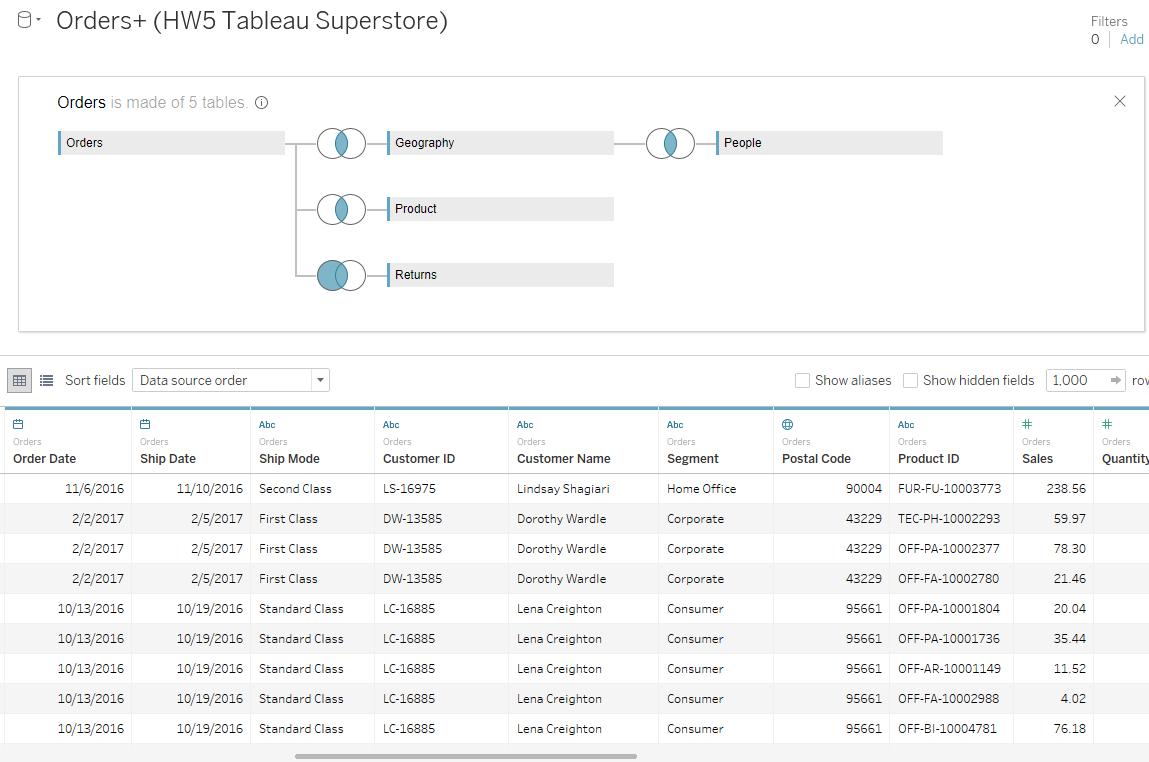 Orders+ (HW5 Tableau Superstore)
Filters
0 Add
Orders is made of 5 tables.
Orders Geography People
Product
Returns
Sort fields Data source order Show aliases Show hidden fields 1,000 row
Abc Abc Abc Abc Abc # #
Orders Orders Orders Orders Orders Orders Orders Orders Orders Orders
Order Date Ship Date Ship Mode Customer ID Customer Name Segment Postal Code Product ID Sales Quantity
11/6/2016 11/10/2016 Second Class LS-16975 Lindsay Shagiari Home Office 90004 FUR-FU-10003773 238.56
2/2/2017 2/5/2017 First Class DW-13585 Dorothy Wardle Corporate 43229 TEC-PH-10002293 59.97
2/2/2017 2/5/2017 First Class DW-13585 Dorothy Wardle Corporate 43229 OFF-PA-10002377 78.30
2/2/2017 2/5/2017 First Class DW-13585 Dorothy Wardle Corporate 43229 OFF-FA-10002780 21.46
10/13/2016 10/19/2016 Standard Class LC-16885 Lena Creighton Consumer 95661 OFF-PA-10001804 20.04
10/13/2016 10/19/2016 Standard Class LC-16885 Lena Creighton Consumer 95661 OFF-PA-10001736 35.44
10/13/2016 10/19/2016 Standard Class LC-16885 Lena Creighton Consumer 95661 OFF-AR-10001149 11.52
10/13/2016 10/19/2016 Standard Class LC-16885 Lena Creighton Consumer 95661 OFF-FA-10002988 4.02
10/13/2016 10/19/2016 Standard Class LC-16885 Lena Creighton Consumer 95661 OFF-BI-10004781 76.18